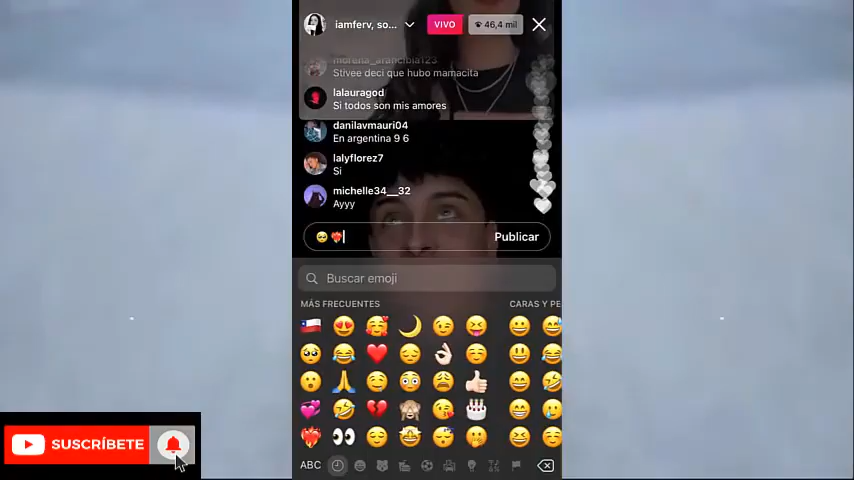 iamferv, so...
VIVO
46,4 mil
Stivee deci que hubo mamacita
lalauragod
Si todos son mis amores
danilavmauri04
En argentina 9 6
lalyflorez7
Si
michelle34__32
Ayyy
Publicar
Buscar emoji
MÁS FRECUENTES
CARAS Y PE
ABC
SUSCRÍBETE